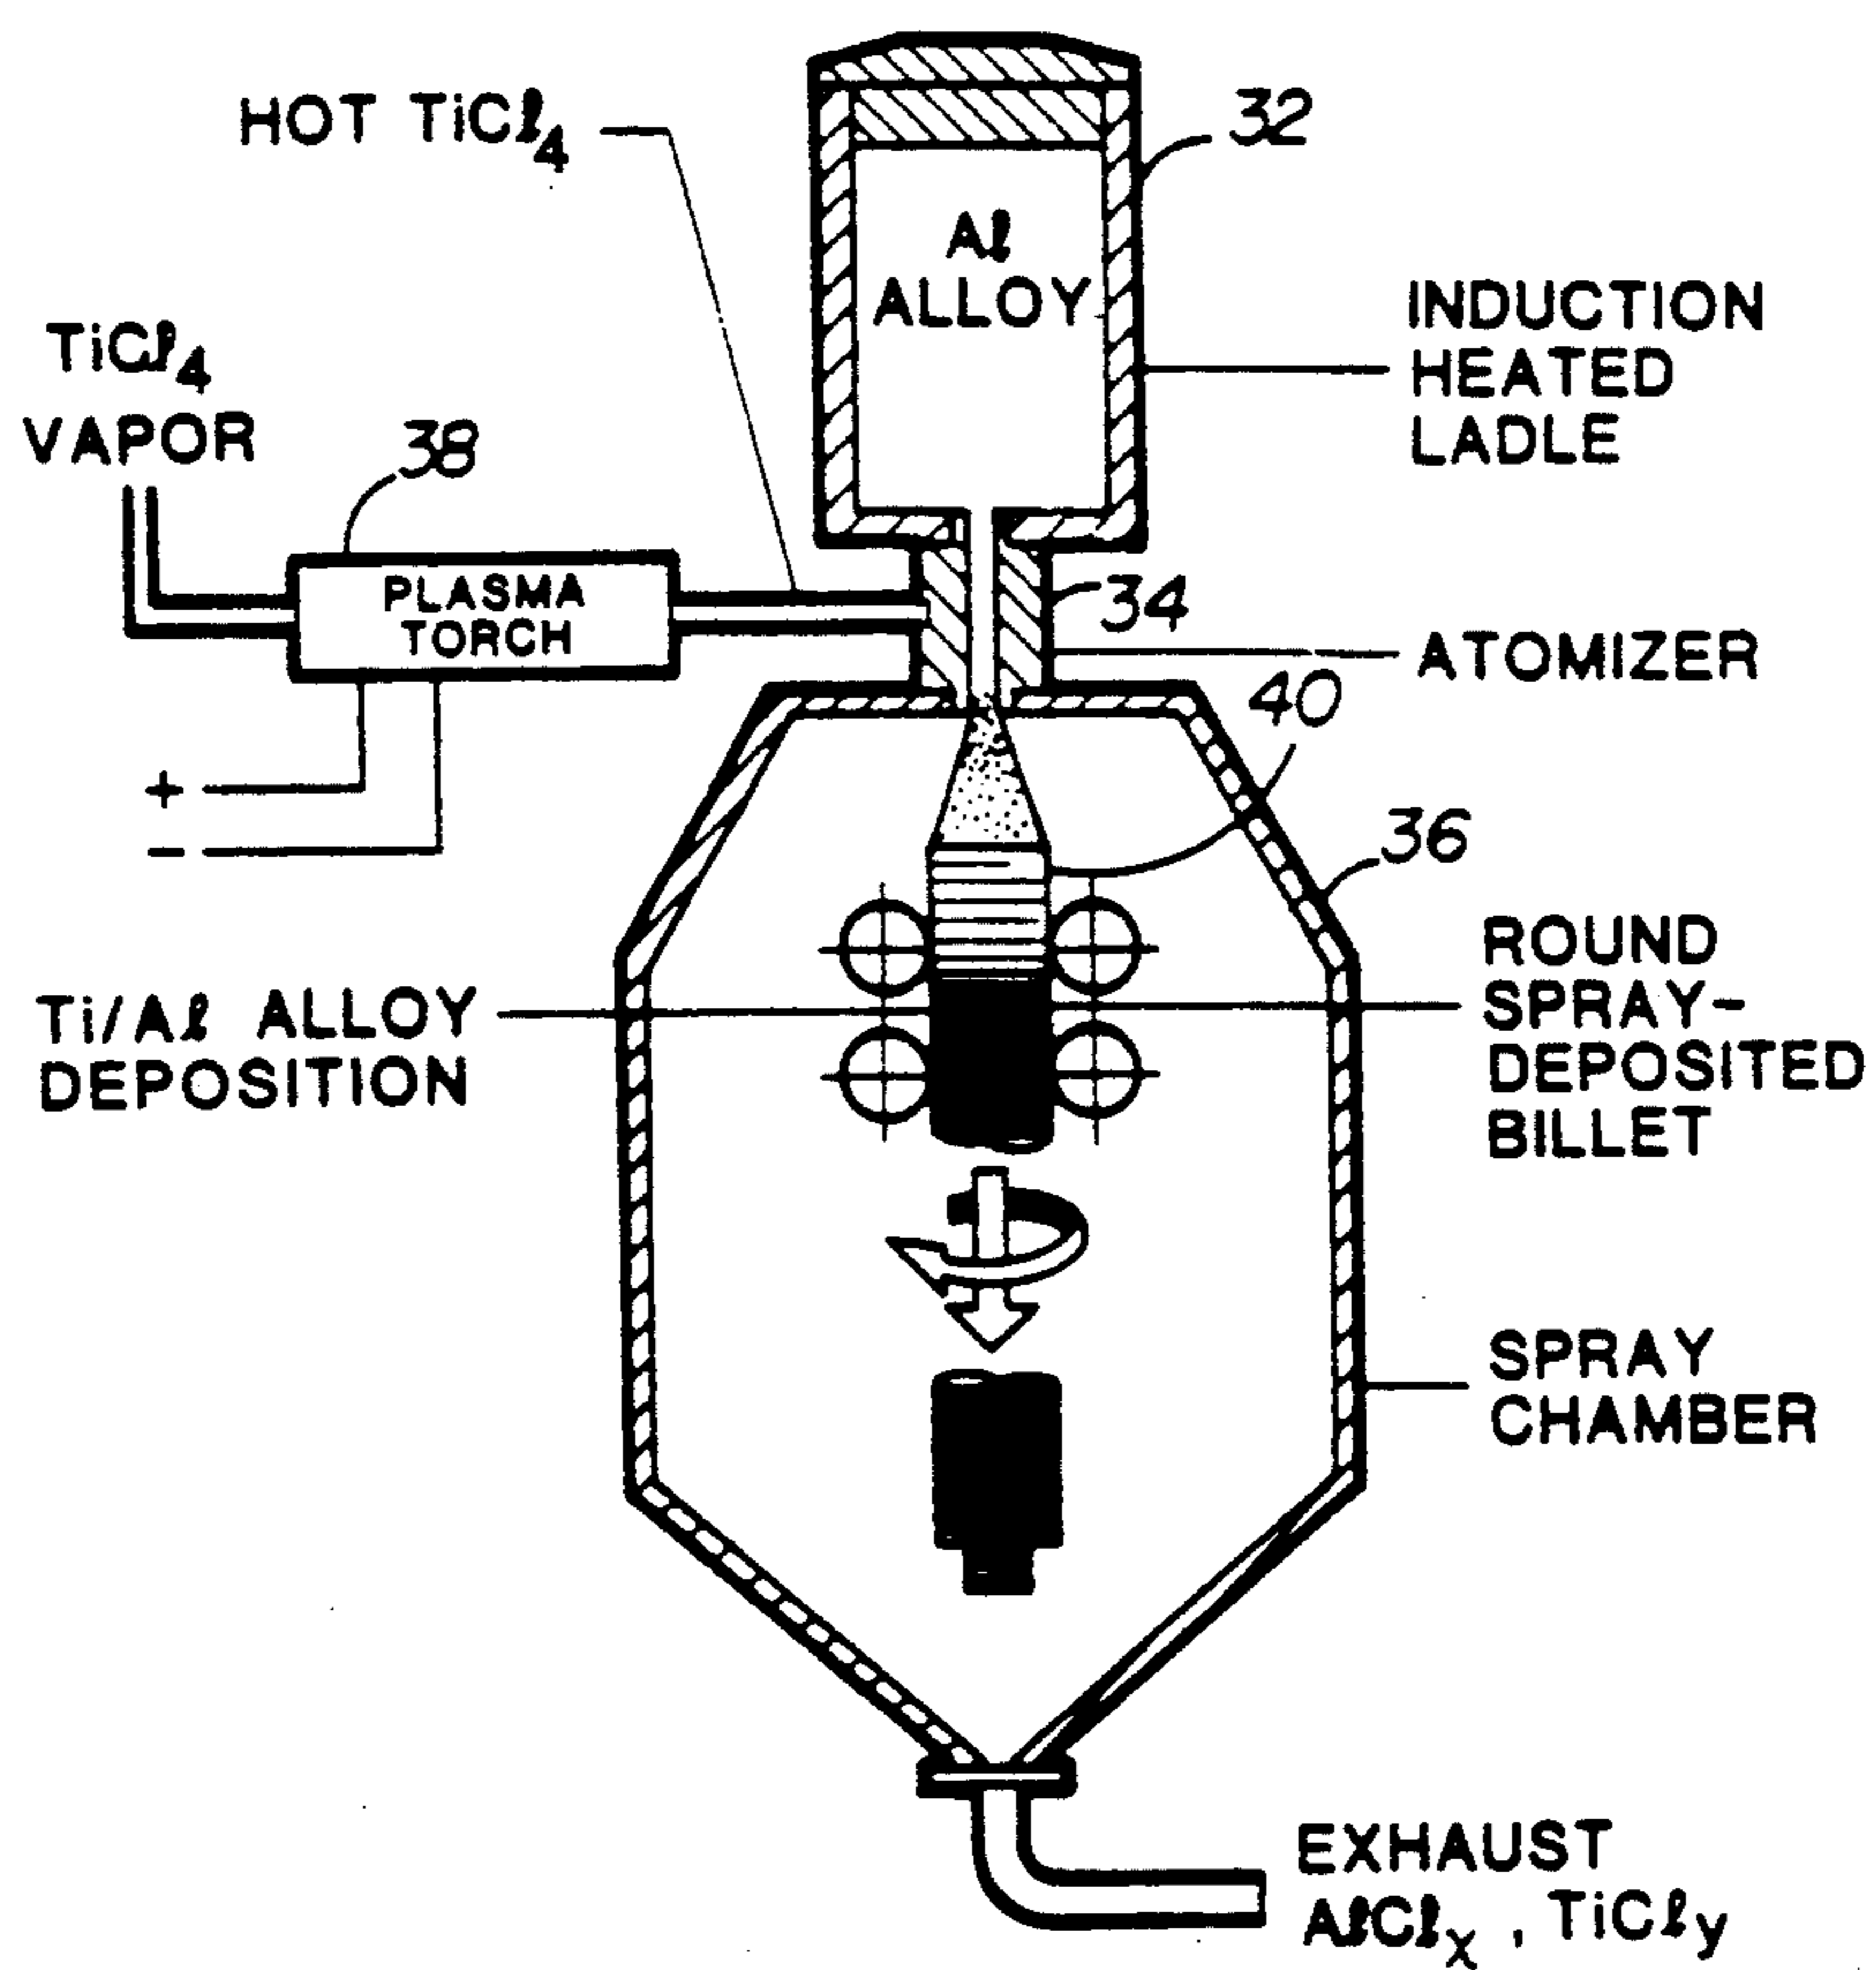 HOT TiCl4
32
Al
ALLOY
INDUCTION
HEATED
LADLE
TiCl4
VAPOR
38
PLASMA
TORCH
34
ATOMIZER
40
+
−
36
Ti/Al ALLOY
DEPOSITION
ROUND
SPRAY-
DEPOSITED
BILLET
SPRAY
CHAMBER
EXHAUST
AlClx , TiCly